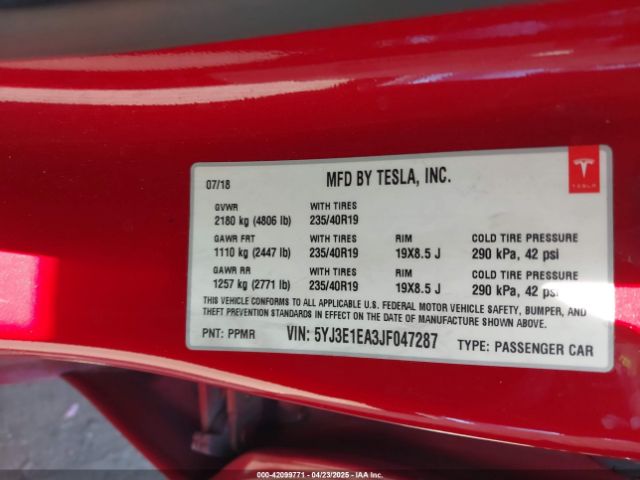 07/18 MFD BY TESLA, INC.
TESLA
GVWR WITH TIRES
2180 kg (4806 lb) 235/40R19
GAWR FRT WITH TIRES RIM COLD TIRE PRESSURE
1110 kg (2447 lb) 235/40R19 19X8.5 J 290 kPa, 42 psi
GAWR RR WITH TIRES RIM COLD TIRE PRESSURE
1257 kg (2771 lb) 235/40R19 19X8.5 J 290 kPa, 42 psi
THIS VEHICLE CONFORMS TO ALL APPLICABLE U.S. FEDERAL MOTOR VEHICLE SAFETY, BUMPER, AND
THEFT PREVENTION STANDARDS IN EFFECT ON THE DATE OF MANUFACTURE SHOWN ABOVE.
PNT: PPMR VIN: 5YJ3E1EA3JF047287 TYPE: PASSENGER CAR
000-42099771 - 04/23/2025 - IAA Inc.